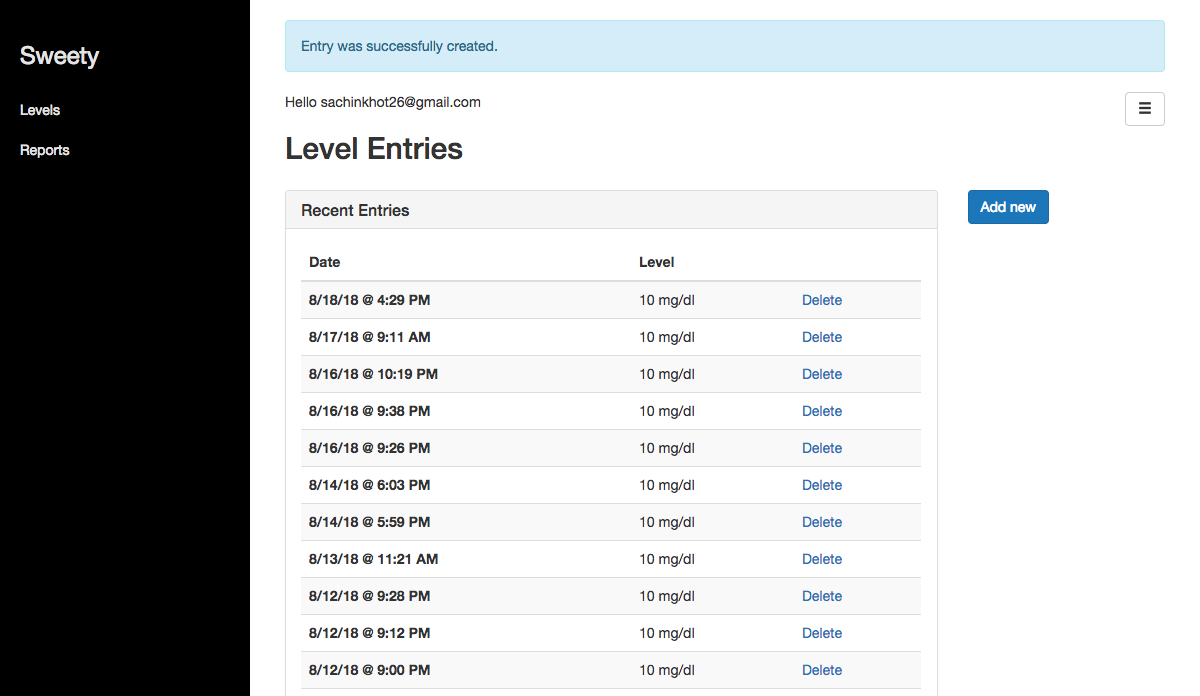 Sweety
Levels
Reports
Entry was successfully created.
Hello sachinkhot26@gmail.com
Level Entries
Recent Entries
Add new
Date Level
8/18/18 @ 4:29 PM 10 mg/dl Delete
8/17/18 @ 9:11 AM 10 mg/dl Delete
8/16/18 @ 10:19 PM 10 mg/dl Delete
8/16/18 @ 9:38 PM 10 mg/dl Delete
8/16/18 @ 9:26 PM 10 mg/dl Delete
8/14/18 @ 6:03 PM 10 mg/dl Delete
8/14/18 @ 5:59 PM 10 mg/dl Delete
8/13/18 @ 11:21 AM 10 mg/dl Delete
8/12/18 @ 9:28 PM 10 mg/dl Delete
8/12/18 @ 9:12 PM 10 mg/dl Delete
8/12/18 @ 9:00 PM 10 mg/dl Delete